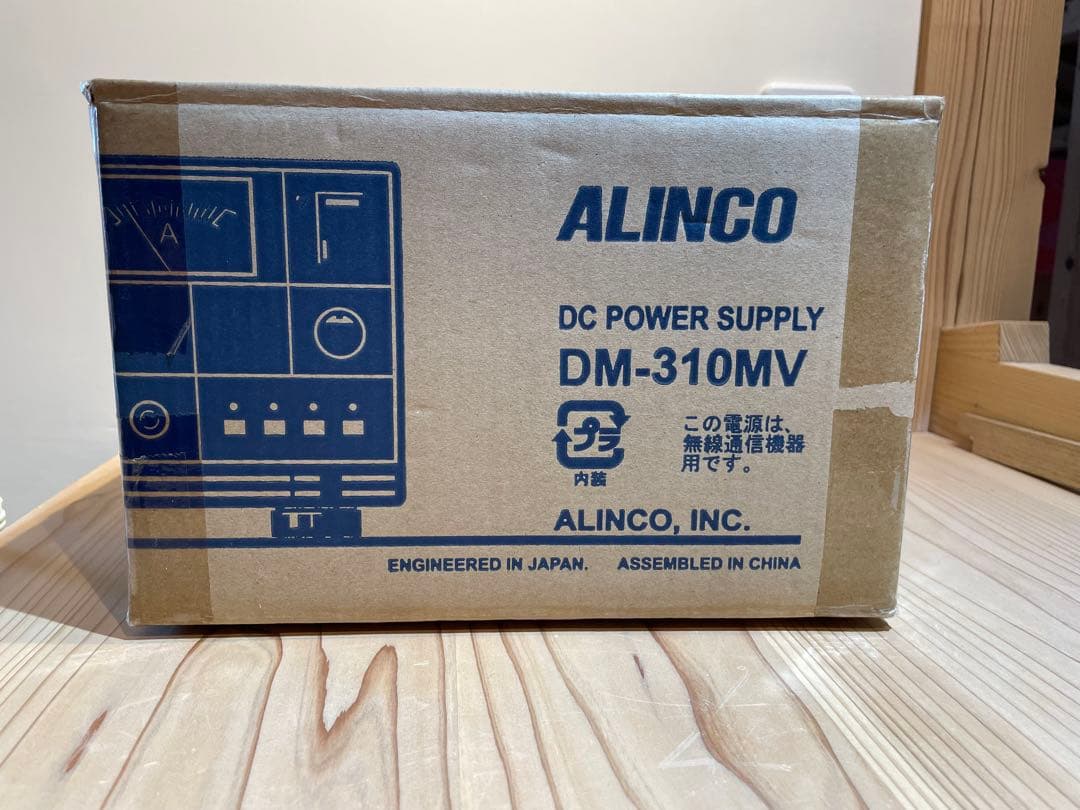 ALINCO
A
DC POWER SUPPLY
DM-310MV
プラ
内装
この電源は、
無線通信機器
用です。
ALINCO, INC.
ENGINEERED IN JAPAN. ASSEMBLED IN CHINA